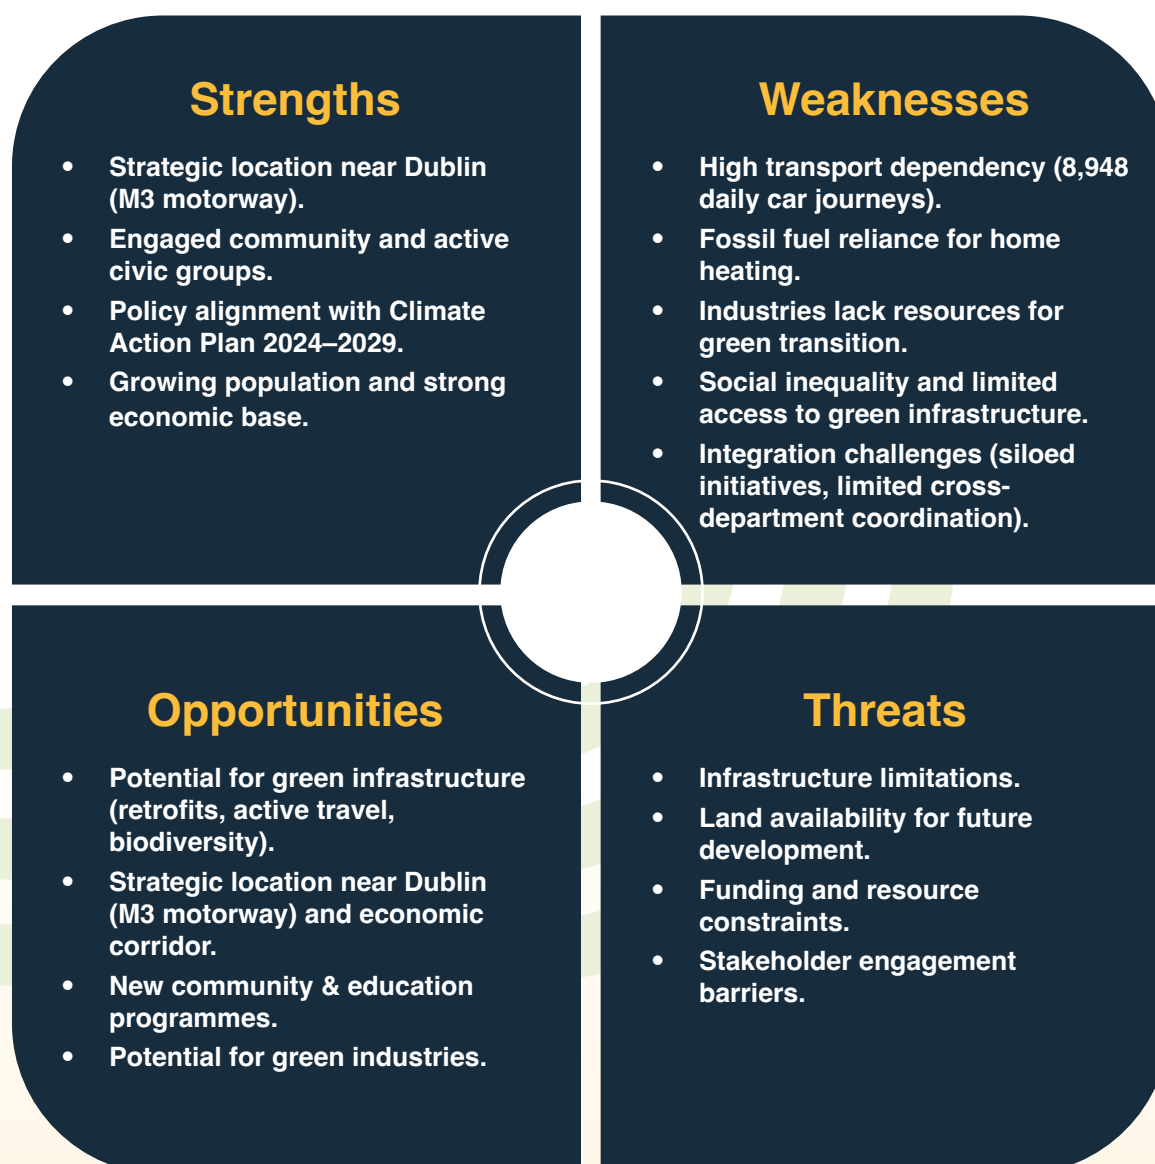 Strengths
• Strategic location near Dublin
(M3 motorway).
• Engaged community and active
civic groups.
• Policy alignment with Climate
Action Plan 2024–2029.
• Growing population and strong
economic base.
Weaknesses
• High transport dependency (8,948
daily car journeys).
• Fossil fuel reliance for home
heating.
• Industries lack resources for
green transition.
• Social inequality and limited
access to green infrastructure.
• Integration challenges (siloed
initiatives, limited cross-
department coordination).
Opportunities
• Potential for green infrastructure
(retrofits, active travel,
biodiversity).
• Strategic location near Dublin
(M3 motorway) and economic
corridor.
• New community & education
programmes.
• Potential for green industries.
Threats
• Infrastructure limitations.
• Land availability for future
development.
• Funding and resource
constraints.
• Stakeholder engagement
barriers.